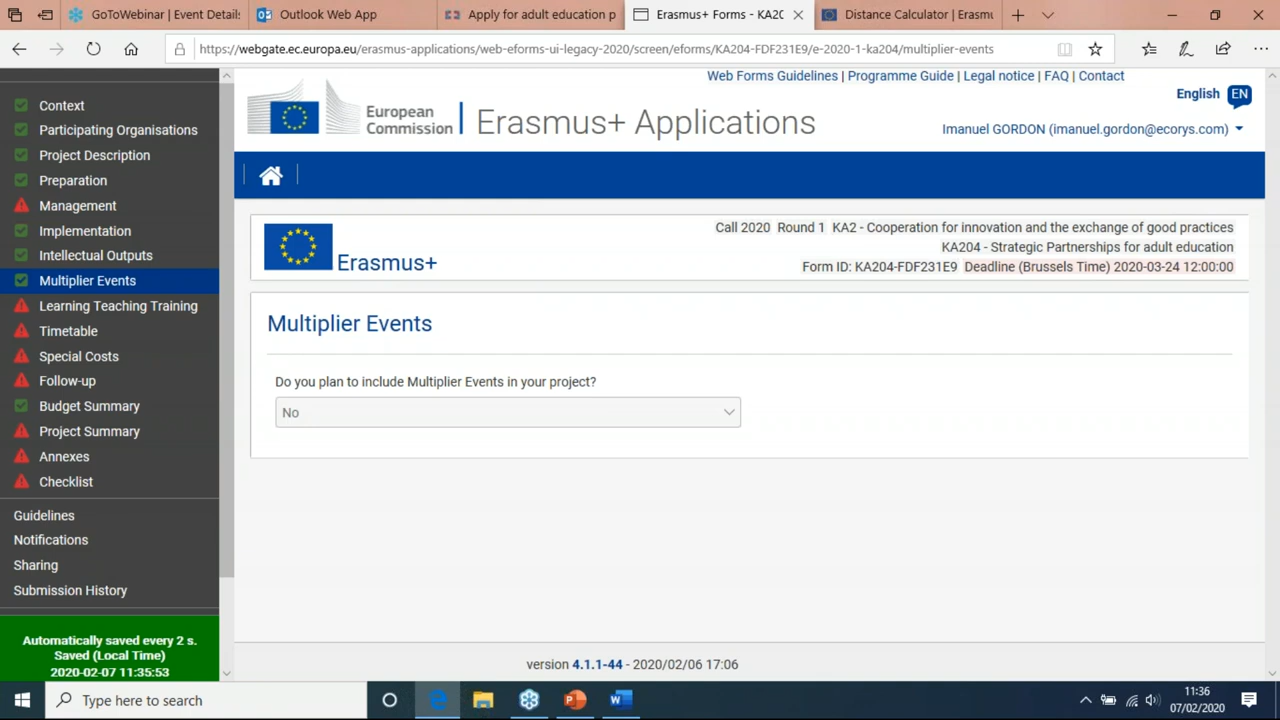 GoToWebinar | Event Details
Outlook Web App
Apply for adult education p
Erasmus+ Forms - KA20
Distance Calculator | Erasmu
https://webgate.ec.europa.eu/erasmus-applications/web-eforms-ui-legacy-2020/screen/eforms/KA204-FDF231E9/e-2020-1-ka204/multiplier-events
Web Forms Guidelines | Programme Guide | Legal notice | FAQ | Contact
English EN
European
Commission
Erasmus+ Applications
Imanuel GORDON (imanuel.gordon@ecorys.com)
Context
Participating Organisations
Project Description
Preparation
Management
Implementation
Intellectual Outputs
Multiplier Events
Learning Teaching Training
Timetable
Special Costs
Follow-up
Budget Summary
Project Summary
Annexes
Checklist
Guidelines
Notifications
Sharing
Submission History
Automatically saved every 2 s.
Saved (Local Time)
2020-02-07 11:35:53
Erasmus+
Call 2020 Round 1 KA2 - Cooperation for innovation and the exchange of good practices
KA204 - Strategic Partnerships for adult education
Form ID: KA204-FDF231E9 Deadline (Brussels Time) 2020-03-24 12:00:00
Multiplier Events
Do you plan to include Multiplier Events in your project?
No
version 4.1.1-44 - 2020/02/06 17:06
Type here to search
11:36
07/02/2020